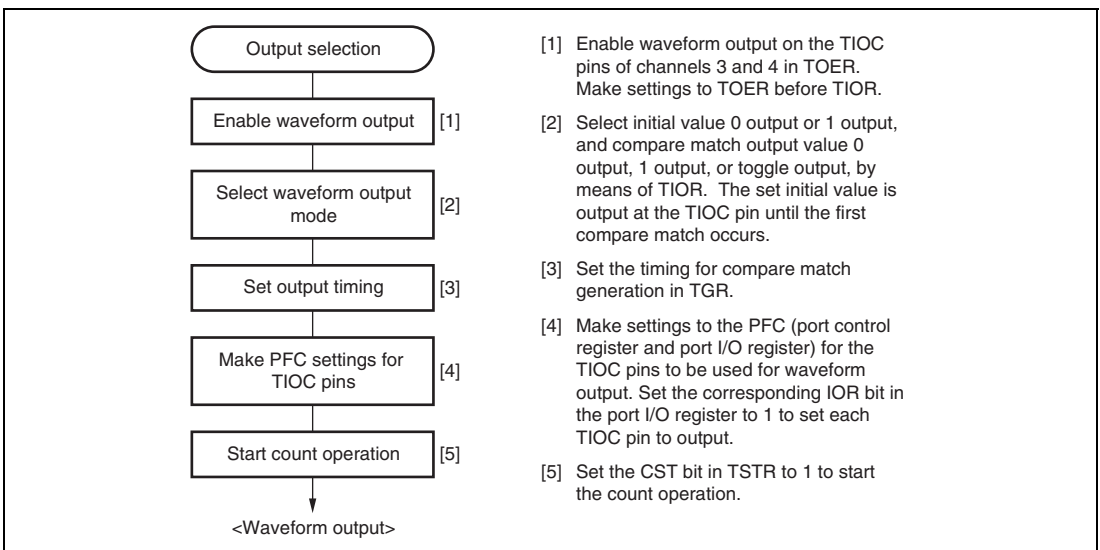 Output selection
Enable waveform output
[1]
Select waveform output
mode
[2]
Set output timing
[3]
Make PFC settings for
TIOC pins
[4]
Start count operation
[5]
<Waveform output>
[1] Enable waveform output on the TIOC
pins of channels 3 and 4 in TOER.
Make settings to TOER before TIOR.
[2] Select initial value 0 output or 1 output,
and compare match output value 0
output, 1 output, or toggle output, by
means of TIOR. The set initial value is
output at the TIOC pin until the first
compare match occurs.
[3] Set the timing for compare match
generation in TGR.
[4] Make settings to the PFC (port control
register and port I/O register) for the
TIOC pins to be used for waveform
output. Set the corresponding IOR bit in
the port I/O register to 1 to set each
TIOC pin to output.
[5] Set the CST bit in TSTR to 1 to start
the count operation.